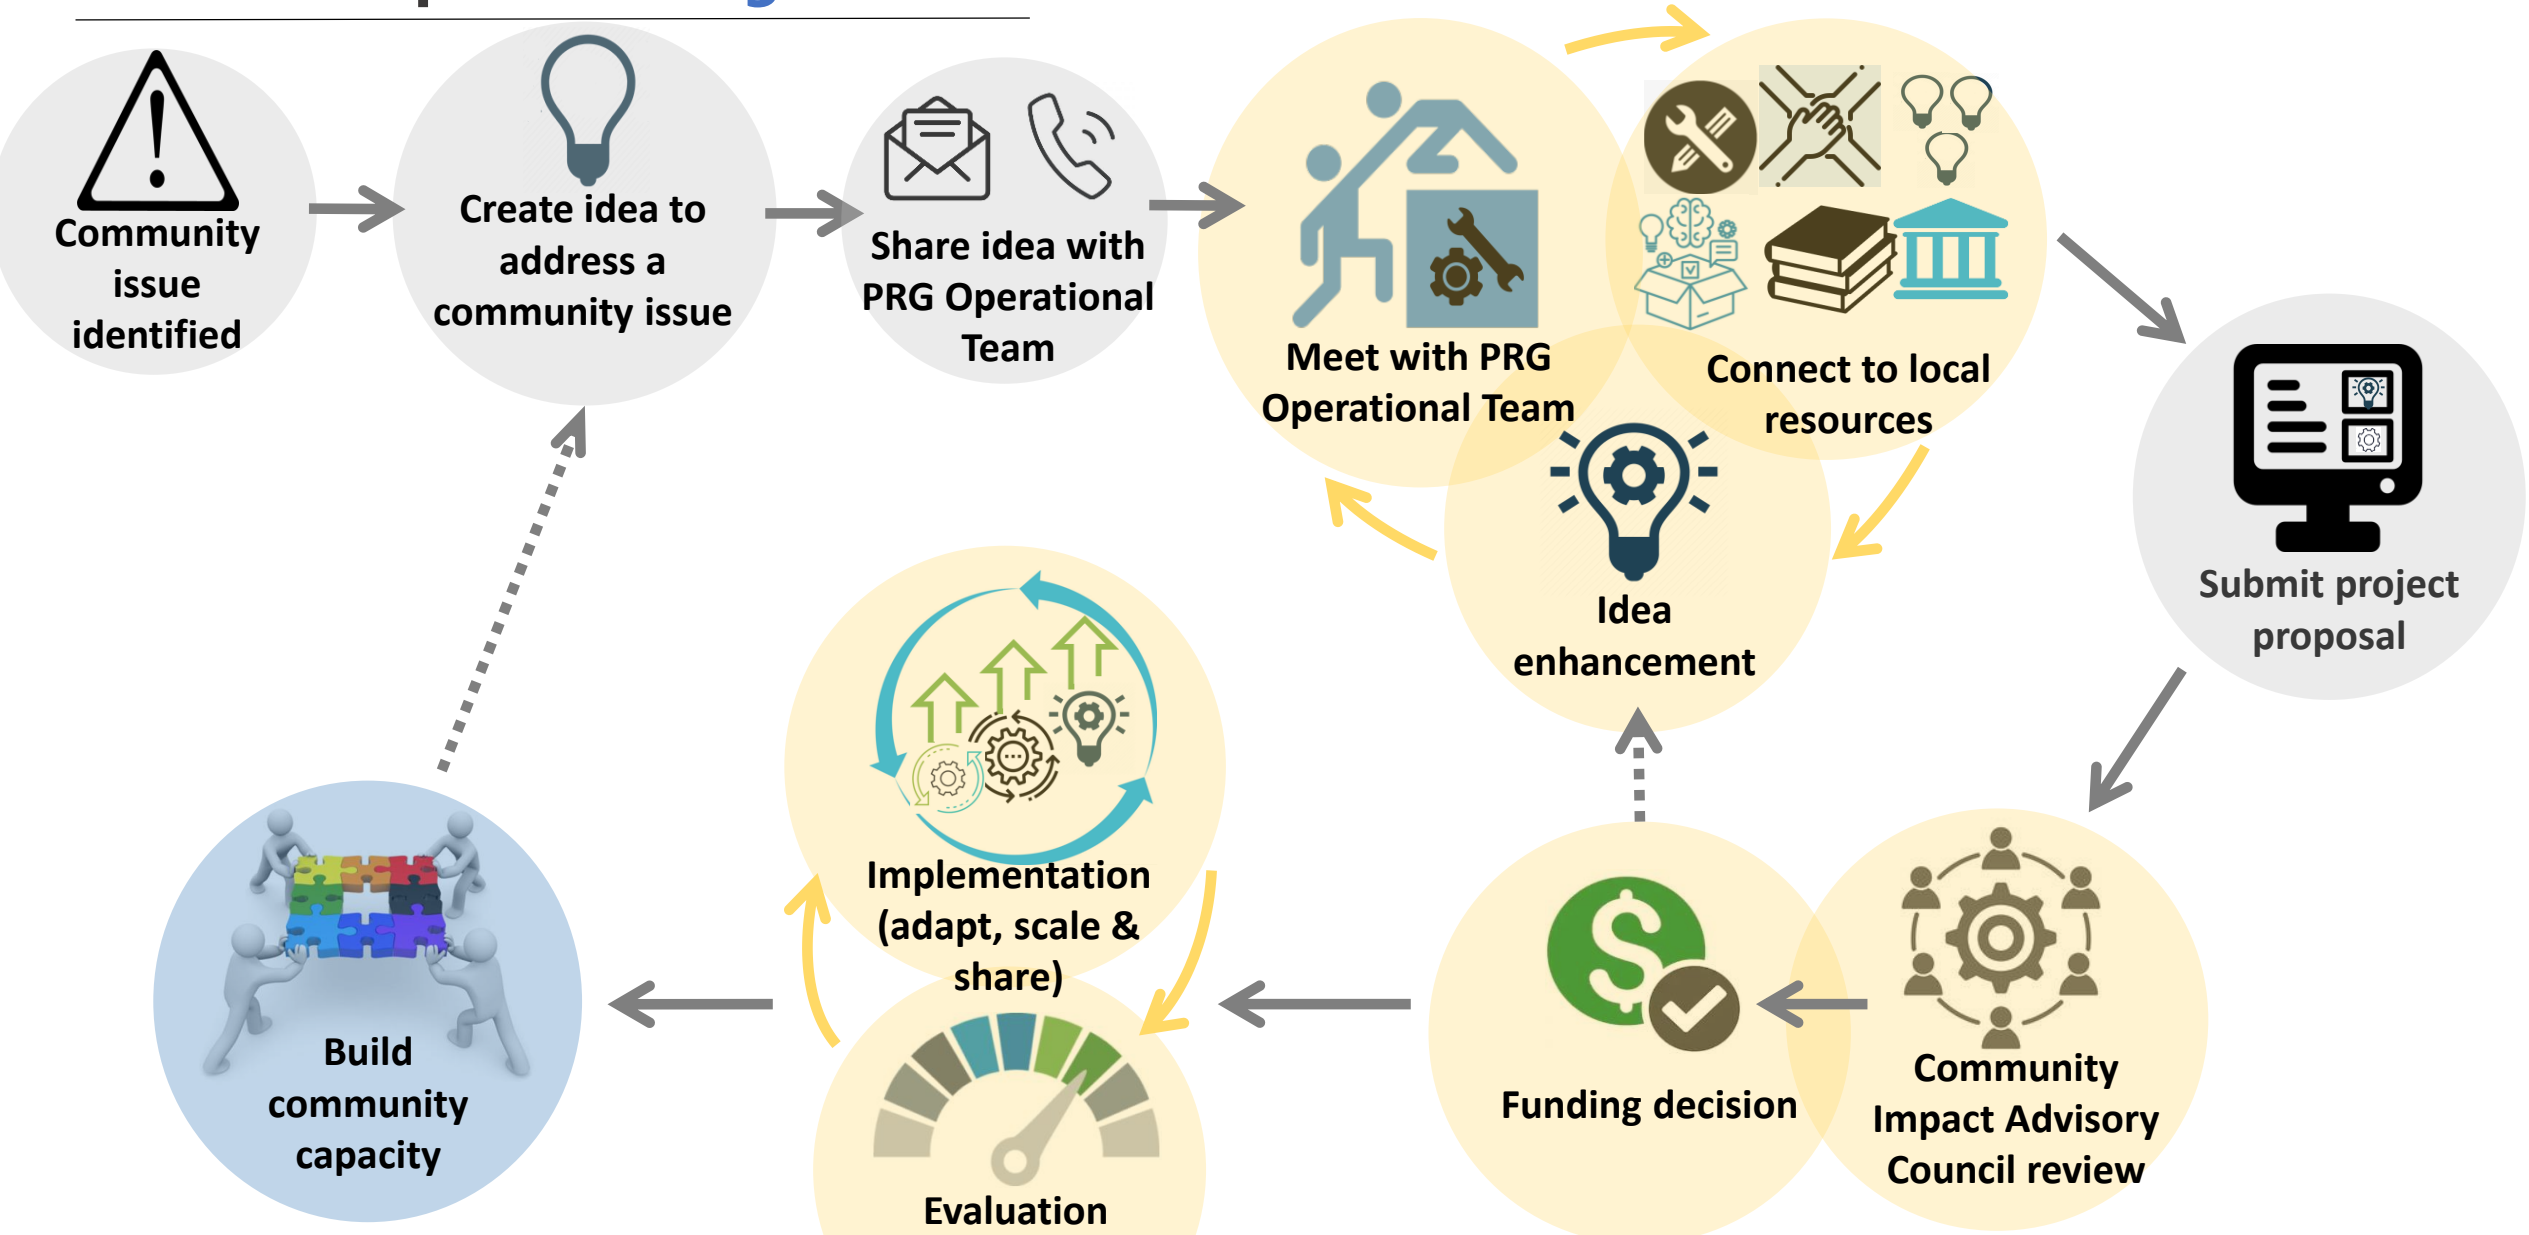 Community
issue
identified
Create idea to
address a
community issue
Share idea with
PRG Operational
Team
Meet with PRG
Operational Team
Connect to local
resources
Idea
enhancement
Submit project
proposal
Community
Impact Advisory
Council review
Funding decision
Implementation
(adapt, scale &
share)
Evaluation
Build
community
capacity